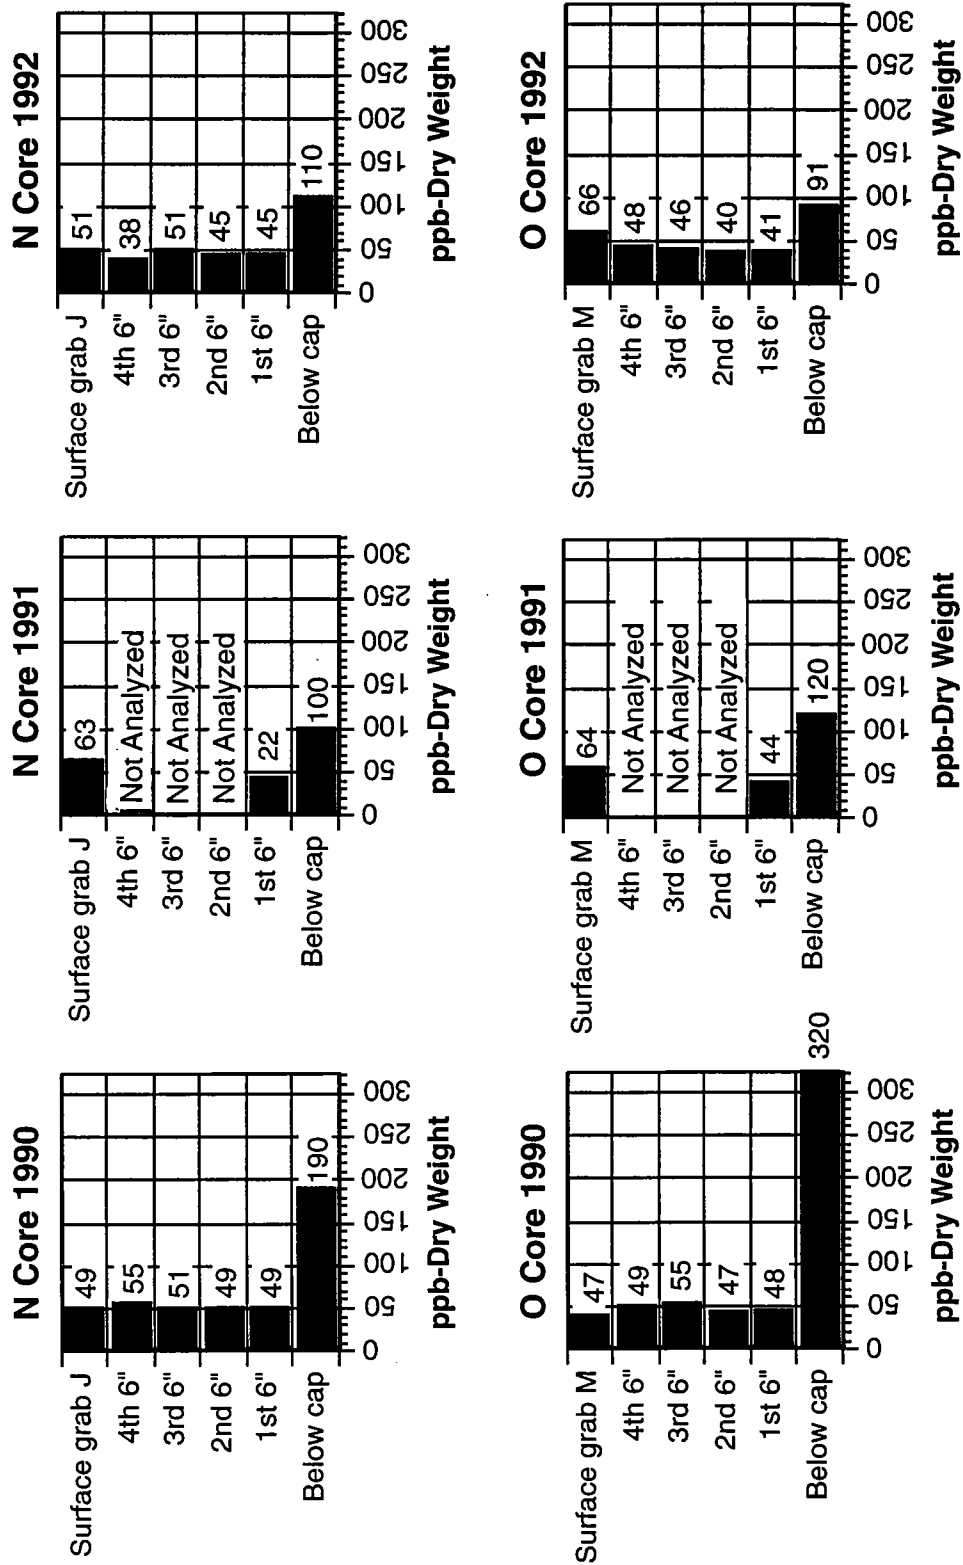 N Core 1990
Surface grab J 49
4th 6" 55
3rd 6" 51
2nd 6" 49
1st 6" 49
Below cap 190
0 50 100 150 200 250 300
ppb-Dry Weight
N Core 1991
Surface grab J 63
4th 6" Not Analyzed
3rd 6" Not Analyzed
2nd 6" Not Analyzed
1st 6" 22
Below cap 100
0 50 100 150 200 250 300
ppb-Dry Weight
N Core 1992
Surface grab J 51
4th 6" 38
3rd 6" 51
2nd 6" 45
1st 6" 45
Below cap 110
0 50 100 150 200 250 300
ppb-Dry Weight
O Core 1990
Surface grab M 47
4th 6" 49
3rd 6" 55
2nd 6" 47
1st 6" 48
Below cap 320
0 50 100 150 200 250 300
ppb-Dry Weight
O Core 1991
Surface grab M 64
4th 6" Not Analyzed
3rd 6" Not Analyzed
2nd 6" Not Analyzed
1st 6" 44
Below cap 120
0 50 100 150 200 250 300
ppb-Dry Weight
O Core 1992
Surface grab M 66
4th 6" 48
3rd 6" 46
2nd 6" 40
1st 6" 41
Below cap 91
0 50 100 150 200 250 300
ppb-Dry Weight